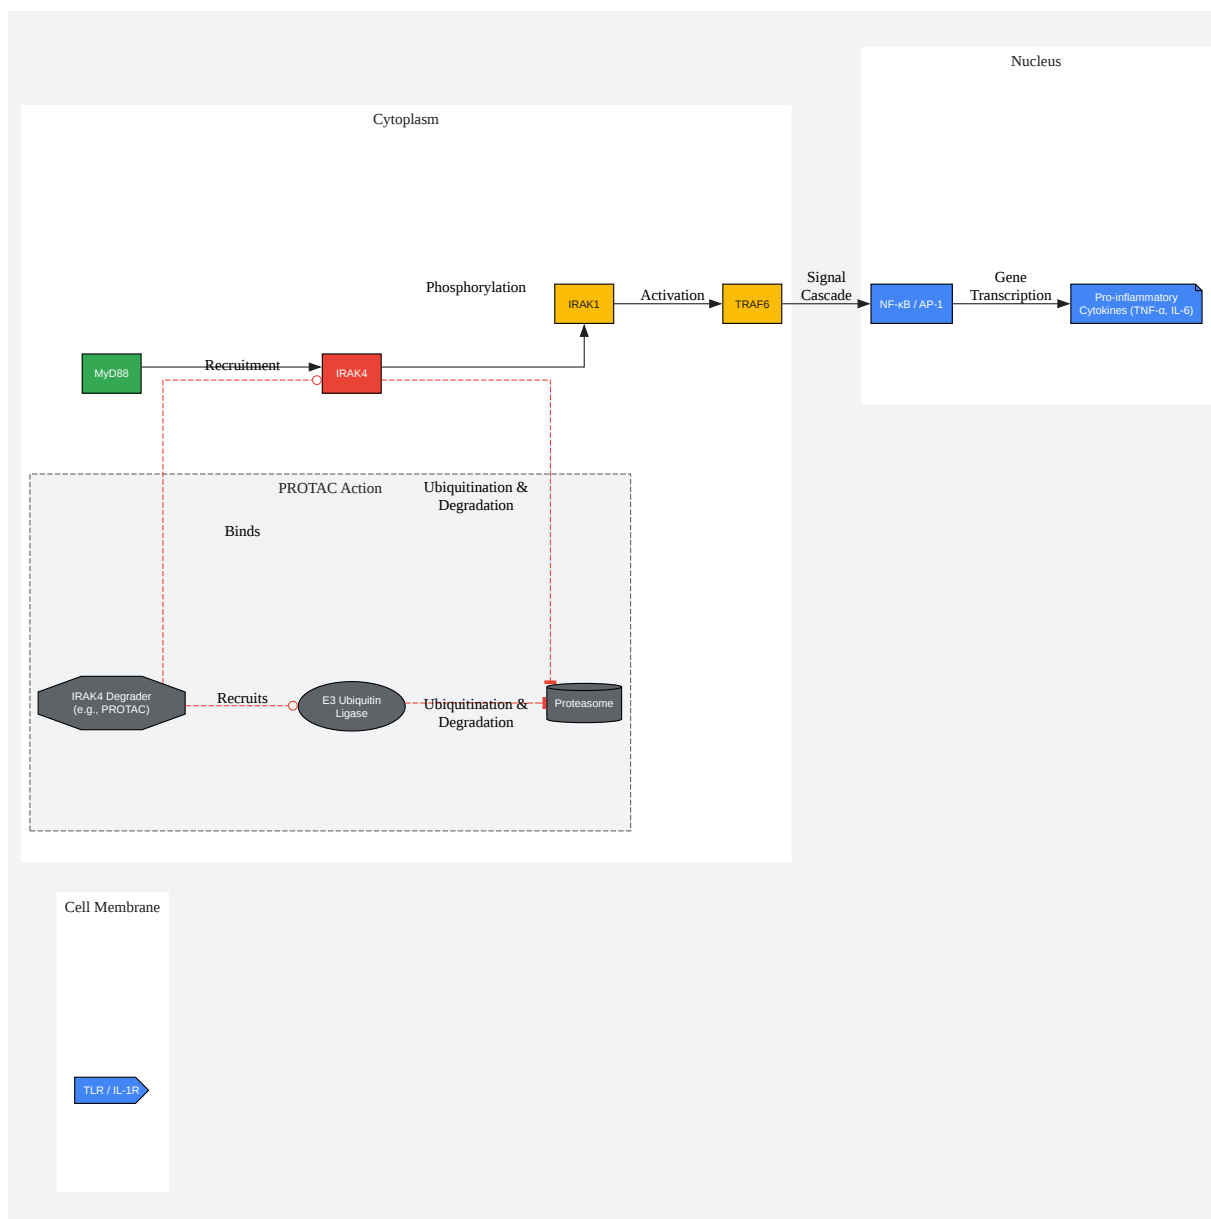 Nucleus
Cytoplasm
Phosphorylation
IRAK1
Activation
TRAF6
Signal
Cascade
NF-κB / AP-1
Gene
Transcription
Pro-inflammatory
Cytokines (TNF-α, IL-6)
MyD88
Recruitment
IRAK4
PROTAC Action
Ubiquitination &
Degradation
Binds
IRAK4 Degrader
(e.g., PROTAC)
Recruits
E3 Ubiquitin
Ligase
Ubiquitination &
Degradation
Proteasome
Cell Membrane
TLR / IL-1R